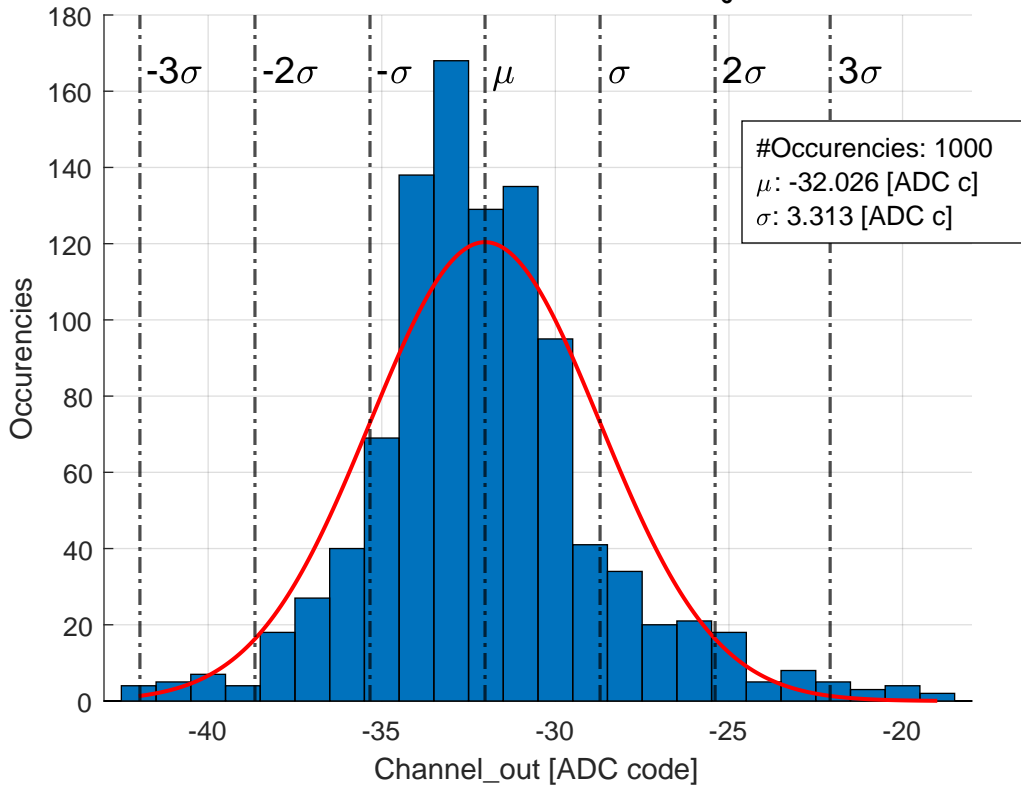 180
160
140
120
100
80
60
40
20
0
Occurencies
-3σ
-2σ
-σ
μ
σ
2σ
3σ
#Occurencies: 1000
μ: -32.026 [ADC c]
σ: 3.313 [ADC c]
-40
-35
-30
-25
-20
Channel_out [ADC code]